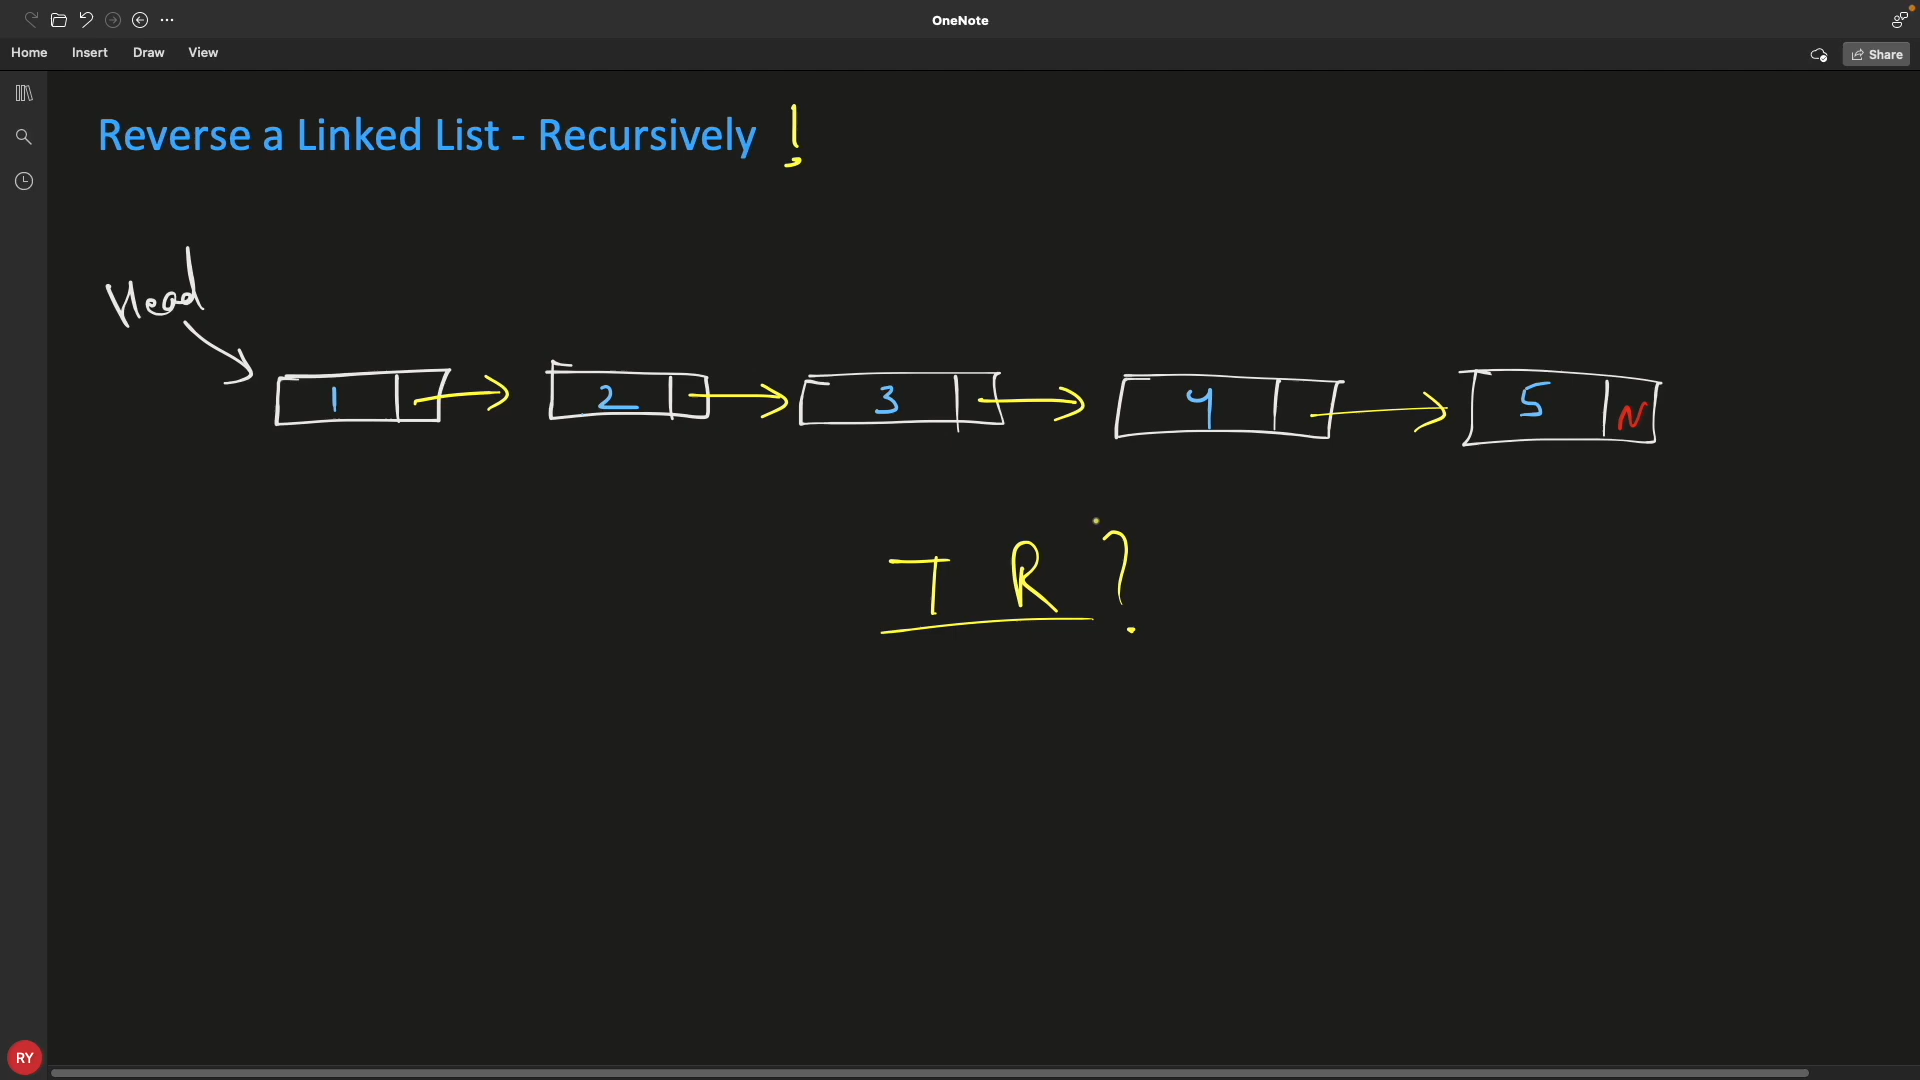 OneNote
Home Insert Draw View
Share
Reverse a Linked List - Recursively !
Head
1 2 3 4 5 N
T R ?
RY